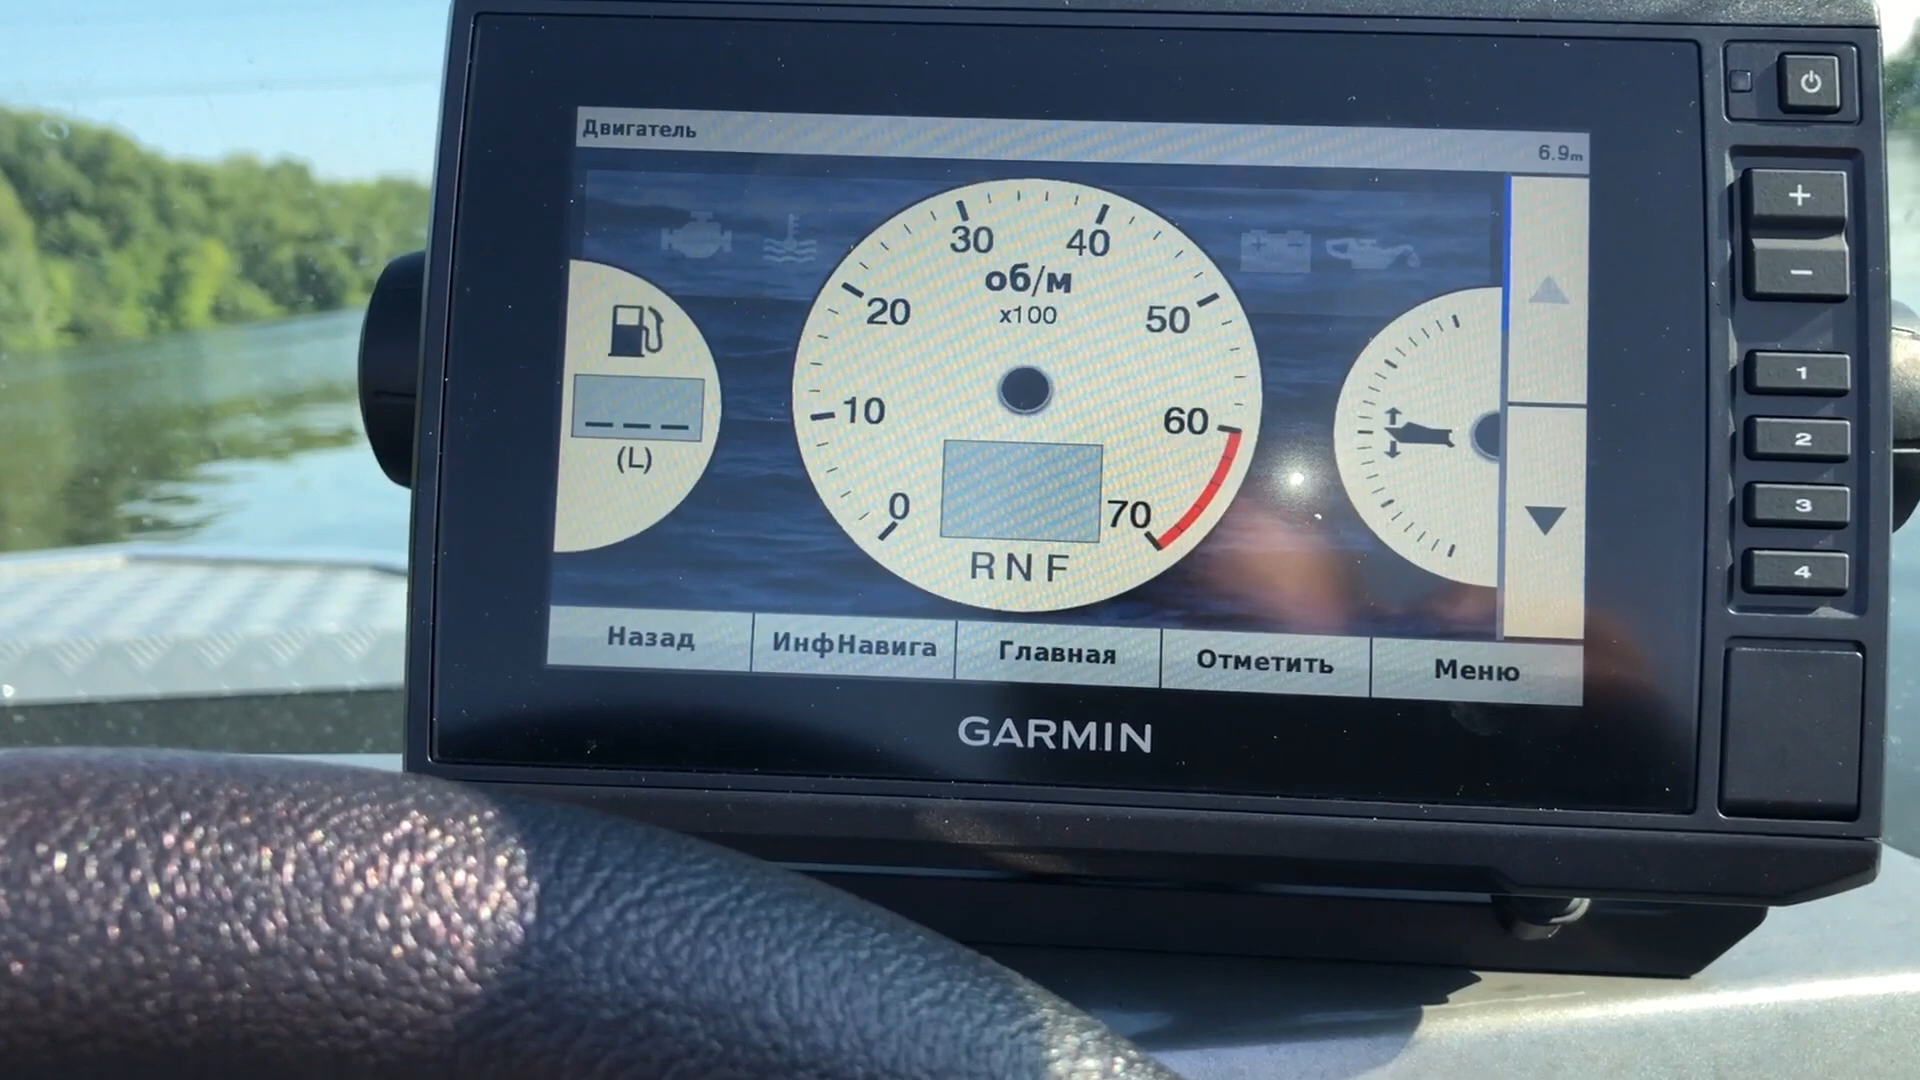 Двигатель
6.9m
30 40
об/м
x100
20 50
10 60
0 70
R N F
(L)
Назад ИнфНавига Главная Отметить Меню
GARMIN
+
−
1
2
3
4